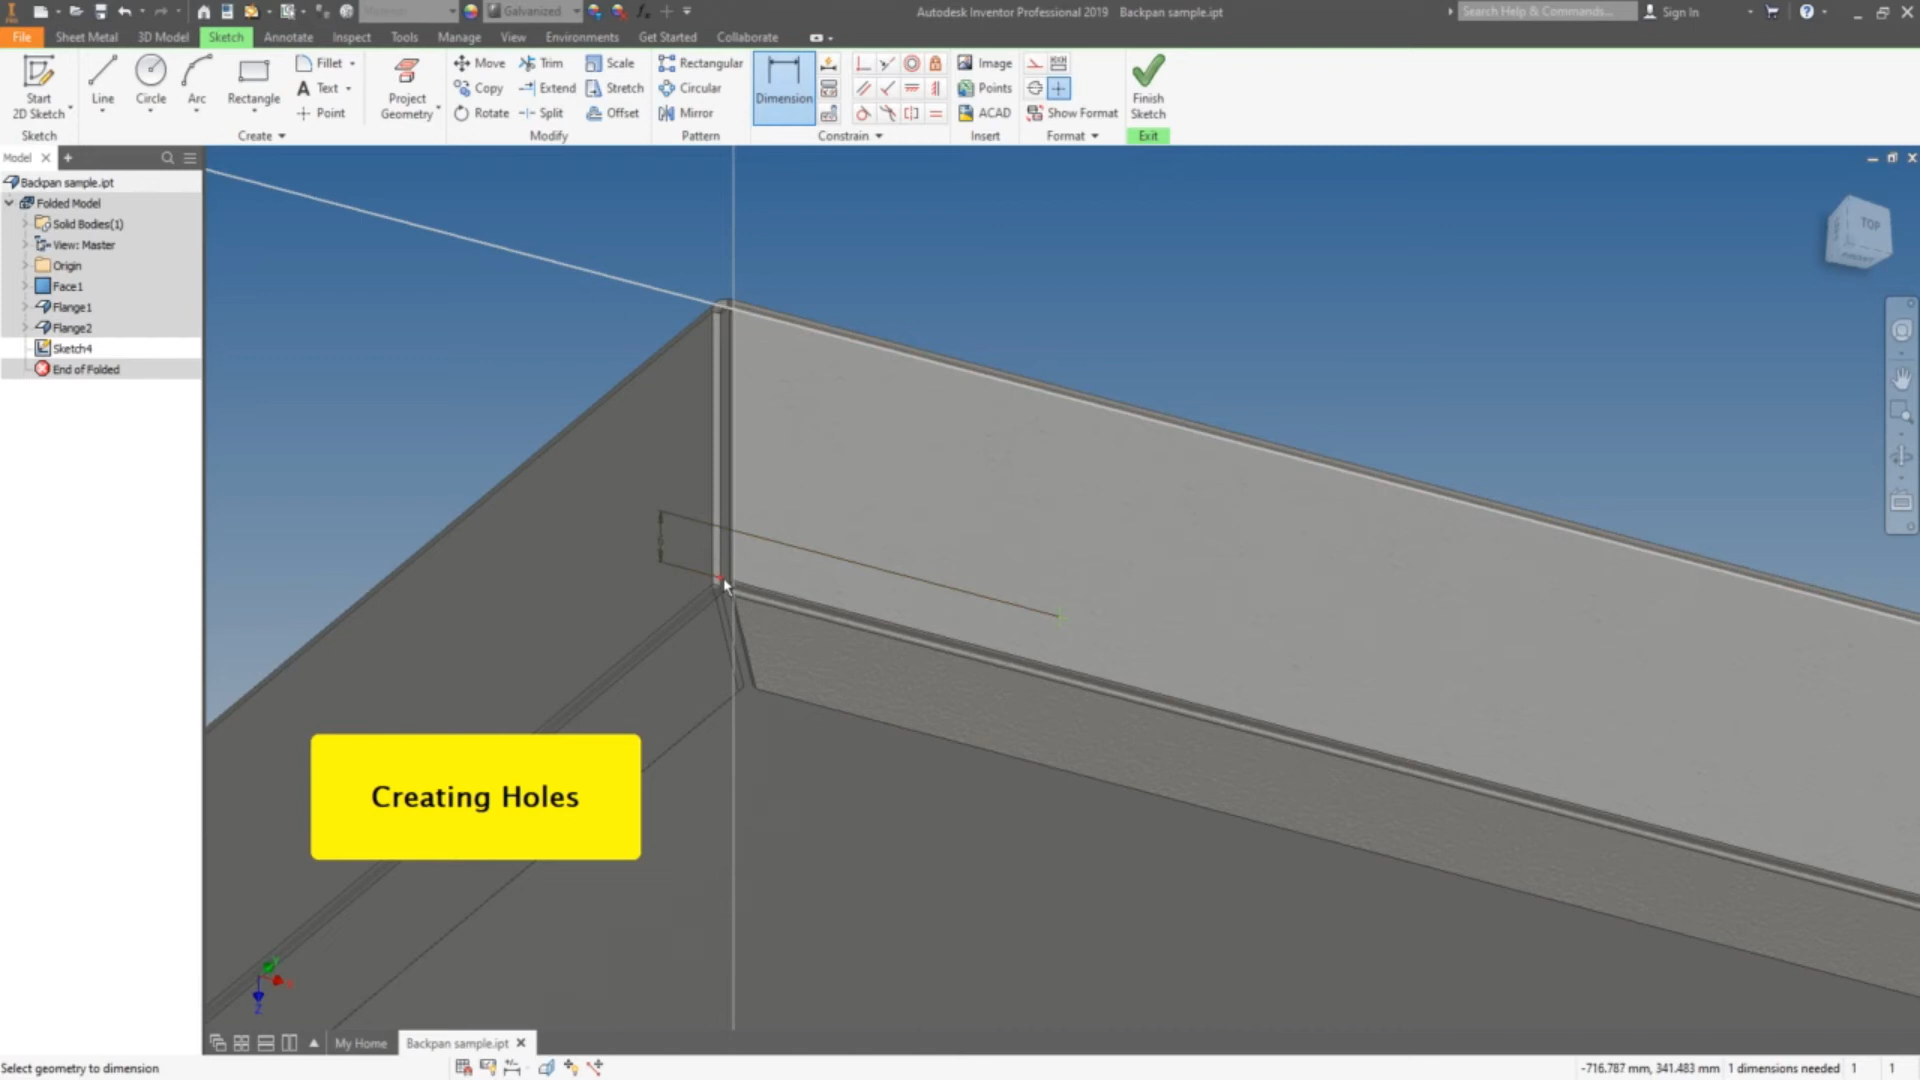 Material
Galvanized
Autodesk Inventor Professional 2019 Backpan sample.ipt
Search Help & Commands...
Sign In
File Sheet Metal 3D Model Sketch Annotate Inspect Tools Manage View Environments Get Started Collaborate
Start 2D Sketch
Line
Circle
Arc
Rectangle
Fillet
Text
Point
Project Geometry
Move
Copy
Rotate
Trim
Extend
Split
Scale
Stretch
Offset
Rectangular
Circular
Mirror
Dimension
Image
Points
ACAD
Show Format
Finish Sketch
Sketch Create Modify Pattern Constrain Insert Format Exit
Model
Backpan sample.ipt
Folded Model
Solid Bodies(1)
View: Master
Origin
Face1
Flange1
Flange2
Sketch4
End of Folded
TOP
FRONT
Creating Holes
Z
My Home
Backpan sample.ipt
Select geometry to dimension
-716.787 mm, 341.483 mm 1 dimensions needed 1 1